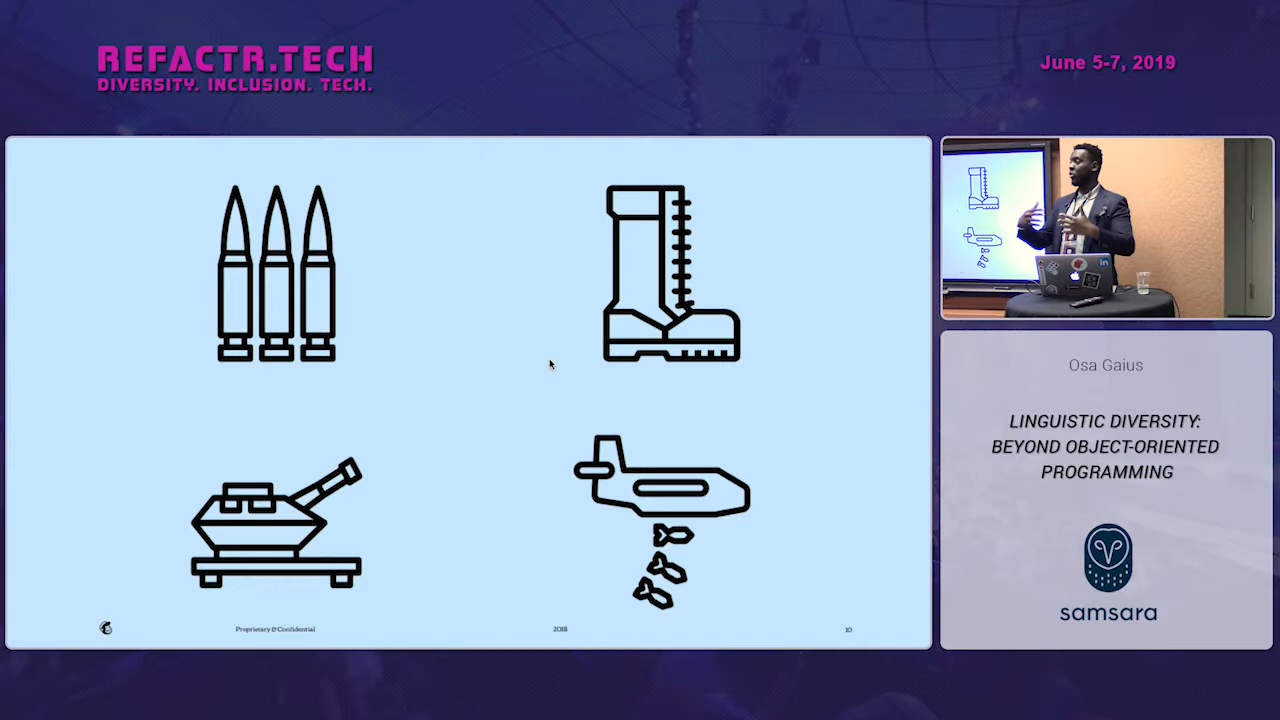 REFACTR.TECH
DIVERSITY. INCLUSION. TECH.
June 5-7, 2019
Osa Gaius
LINGUISTIC DIVERSITY:
BEYOND OBJECT-ORIENTED
PROGRAMMING
samsara
Proprietary & Confidential
2018
10